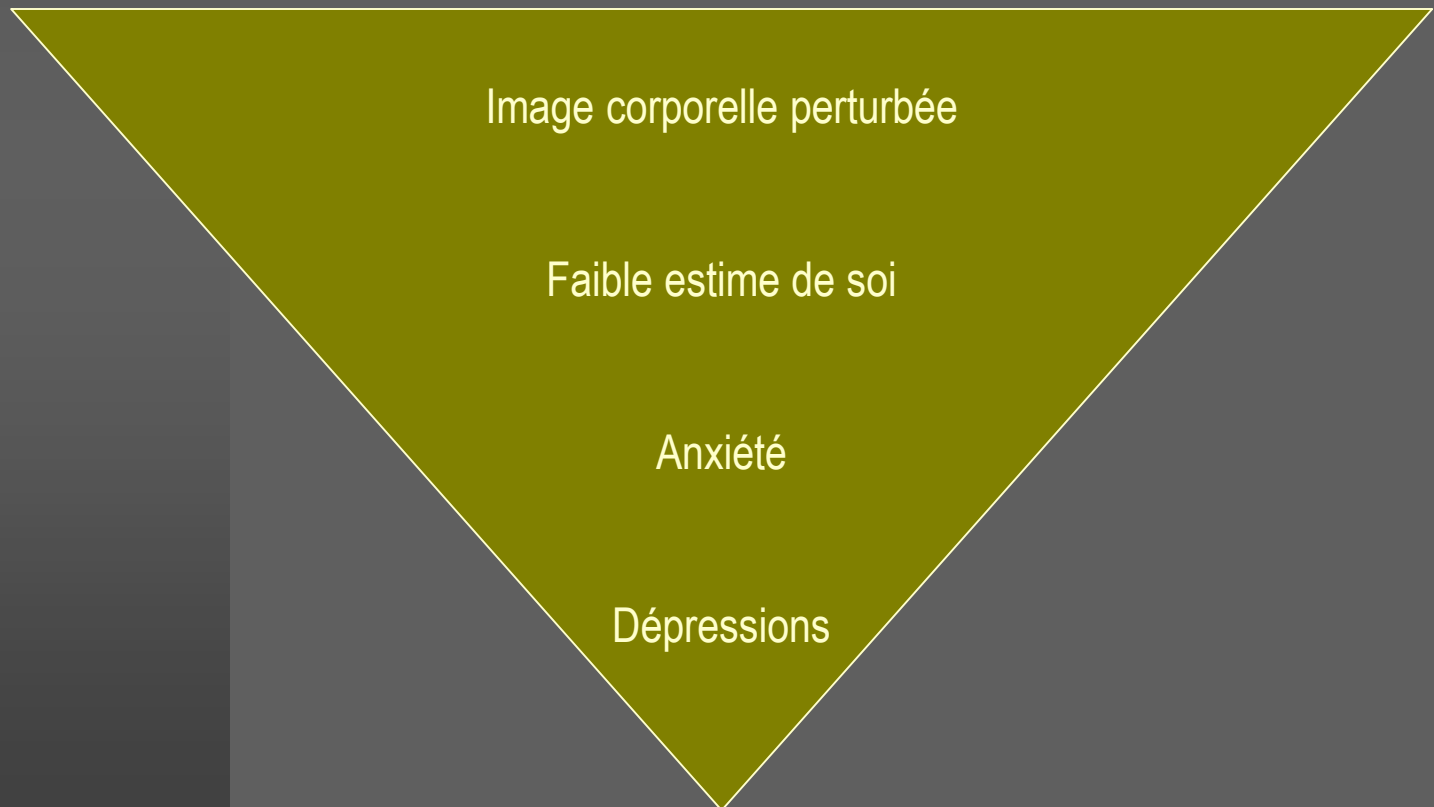 Image corporelle perturbée
Faible estime de soi
Anxiété
Dépressions